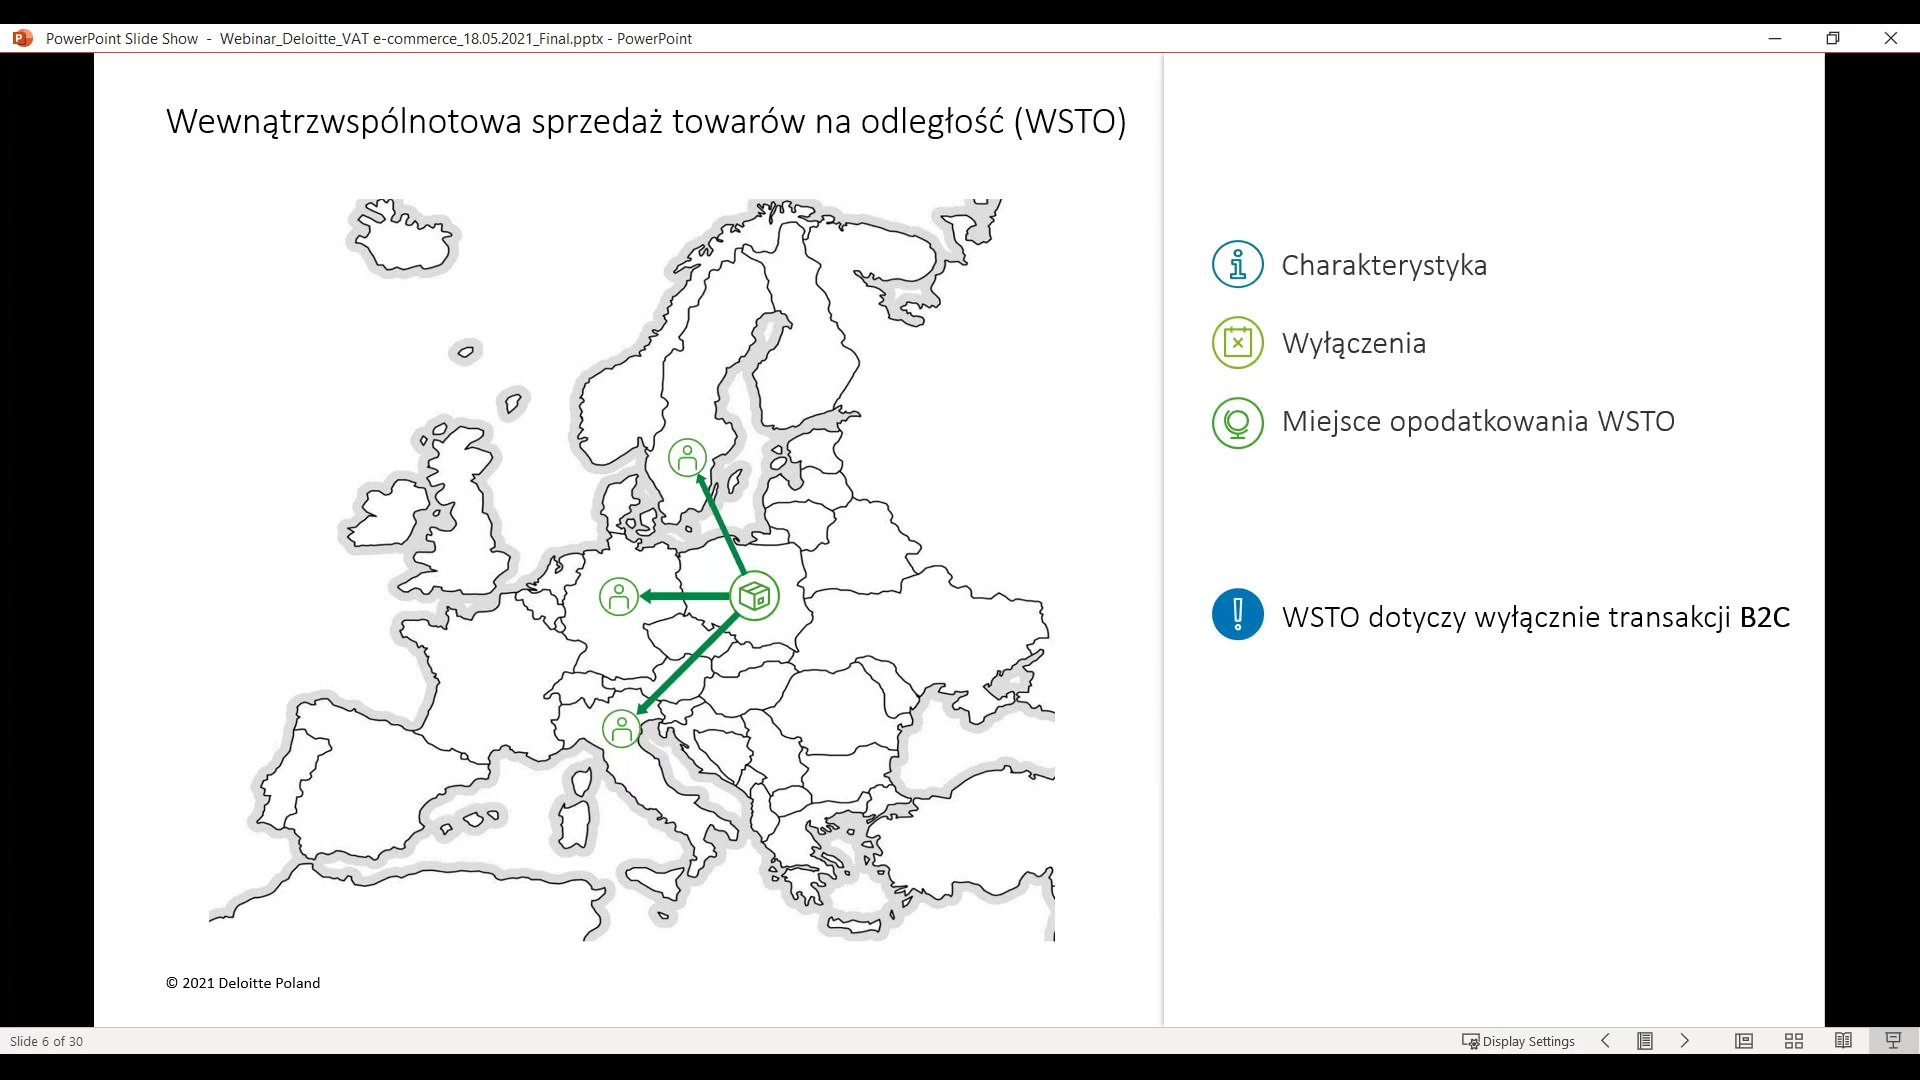 PowerPoint Slide Show - Webinar_Deloitte_VAT e-commerce_18.05.2021_Final.pptx - PowerPoint
Wewnątrzwspólnotowa sprzedaż towarów na odległość (WSTO)
Charakterystyka
Wyłączenia
Miejsce opodatkowania WSTO
WSTO dotyczy wyłącznie transakcji B2C
© 2021 Deloitte Poland
Slide 6 of 30
Display Settings